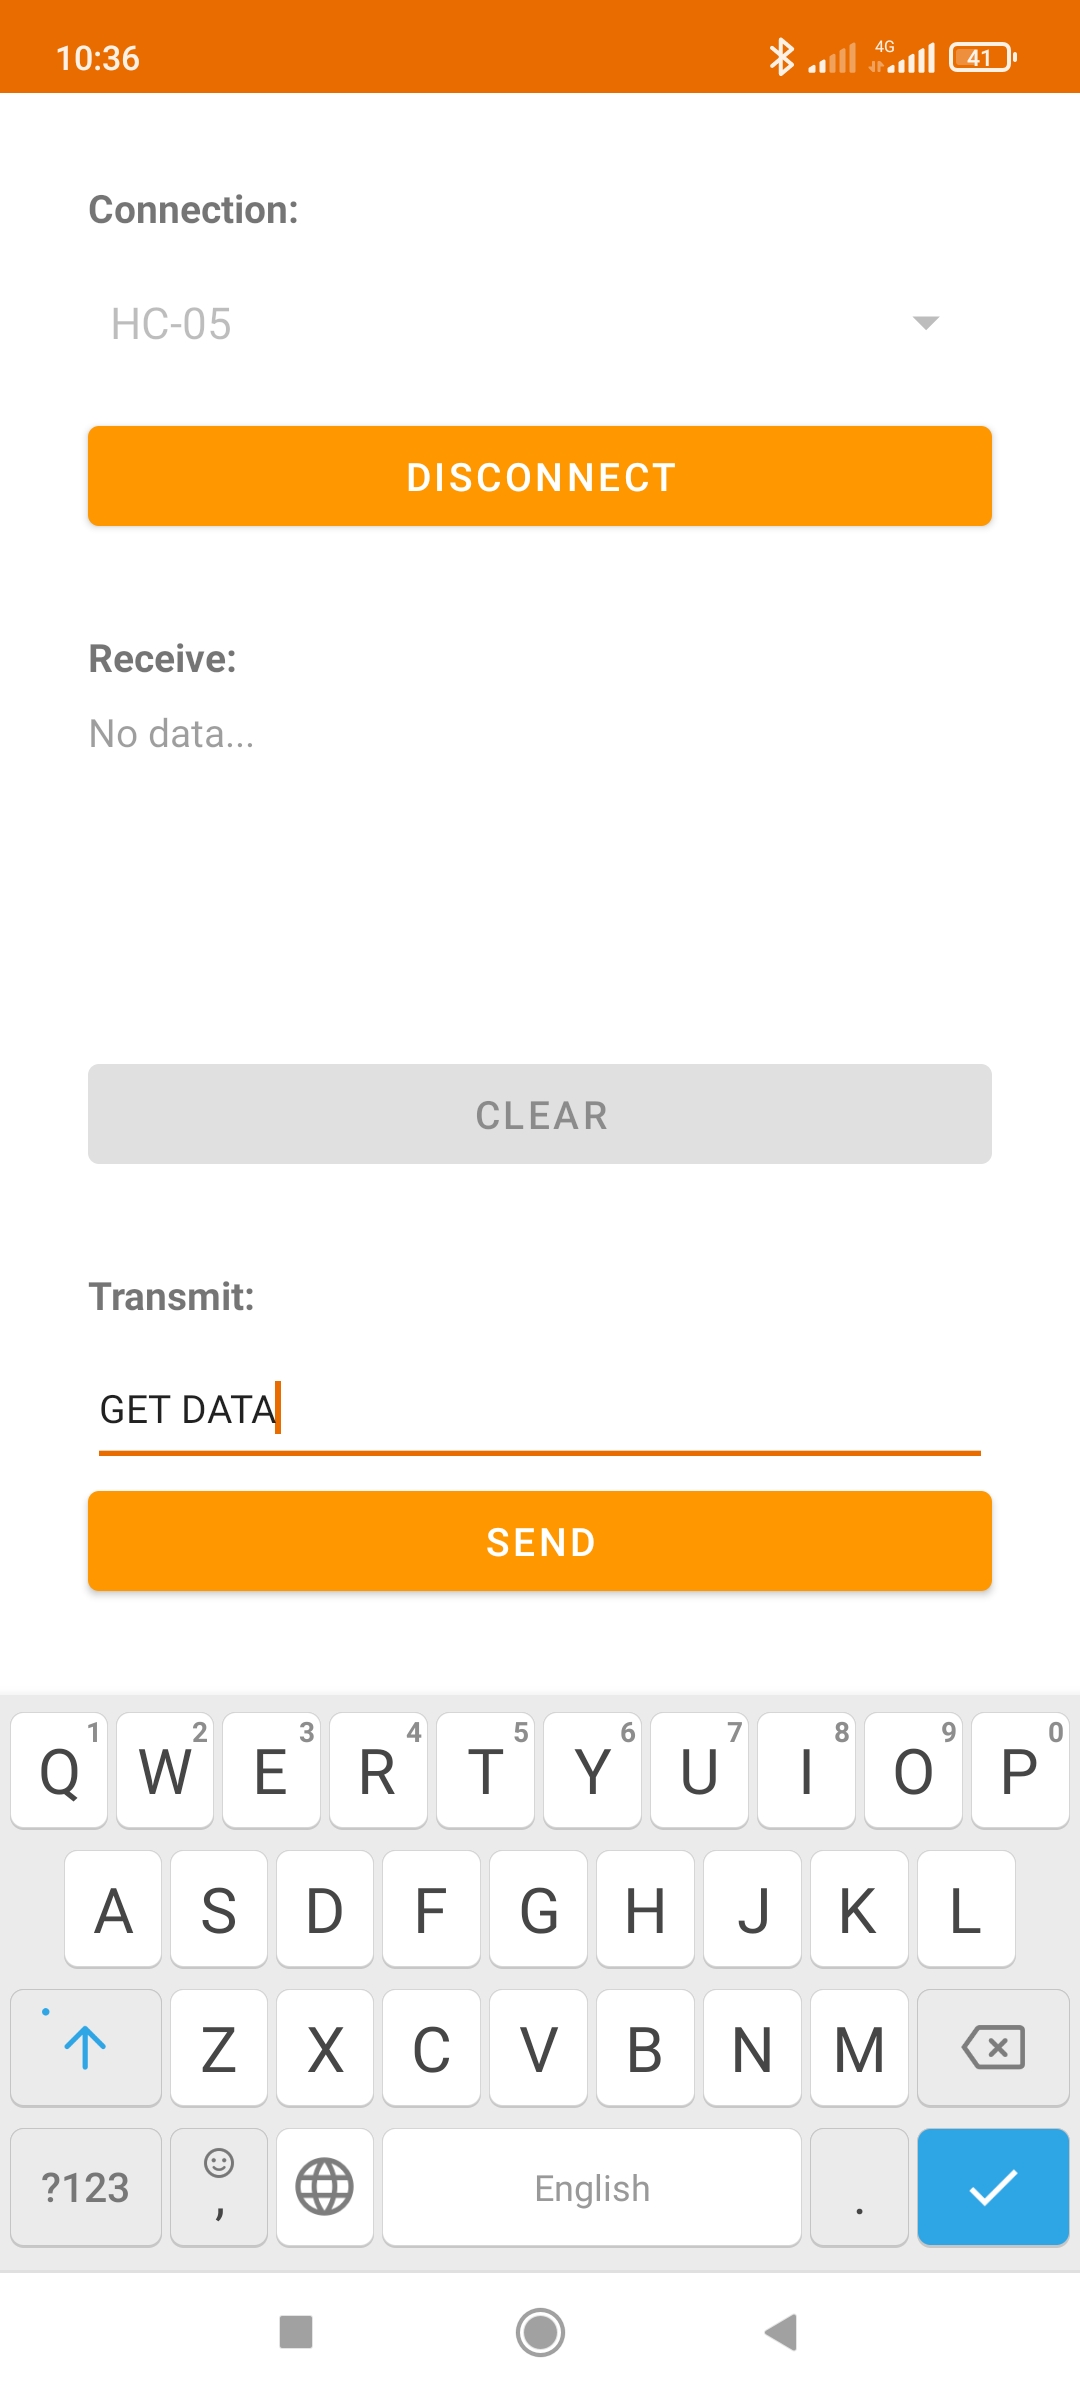 10:36
4G
41
Connection:
HC-05
DISCONNECT
Receive:
No data...
CLEAR
Transmit:
GET DATA
SEND
1 2 3 4 5 6 7 8 9 0
Q W E R T Y U I O P
A S D F G H J K L
Z X C V B N M
?123 , English .